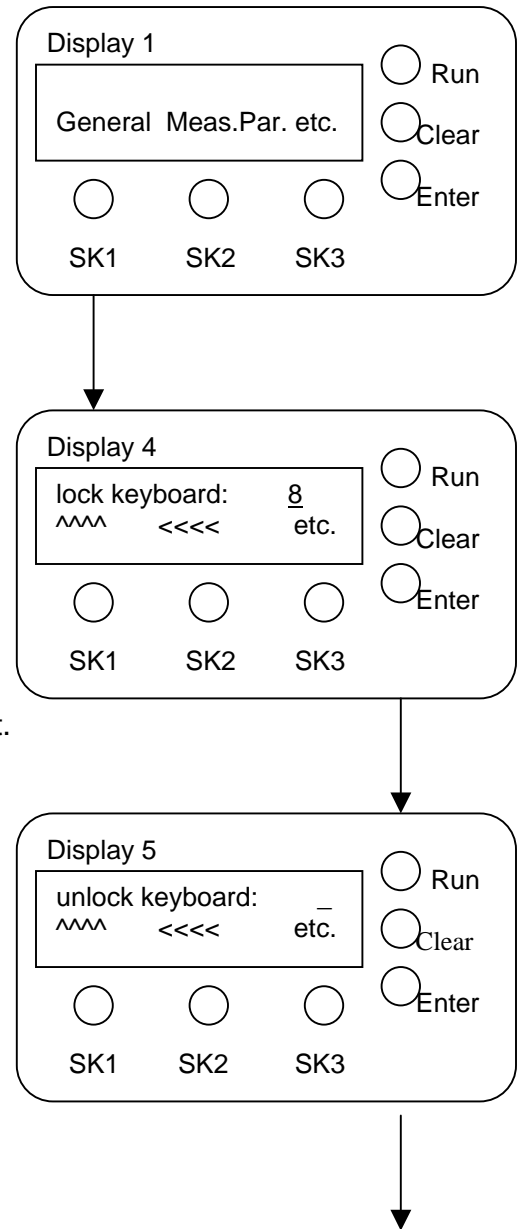 Display 1
Run
General Meas.Par. etc.
Clear
Enter
SK1 SK2 SK3
Display 4
Run
lock keyboard: 8
^^^^ <<<< etc.
Clear
Enter
SK1 SK2 SK3
t.
Display 5
Run
unlock keyboard: _
^^^^ <<<< etc.
Clear
Enter
SK1 SK2 SK3